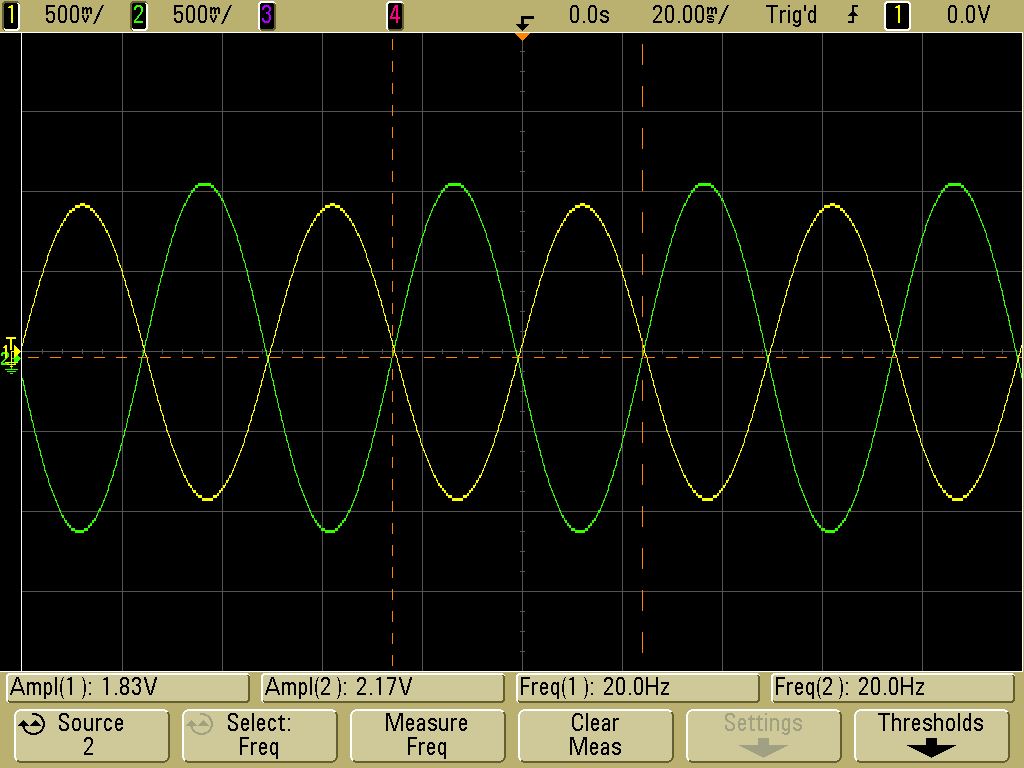 1 500mV/ 2 500mV/ 3 4 0.0s 20.00ms/ Trig'd 1 0.0V
T
1
2
Ampl(1): 1.83V Ampl(2): 2.17V Freq(1): 20.0Hz Freq(2): 20.0Hz
Source Select: Measure Clear Settings Thresholds
2 Freq Freq Meas